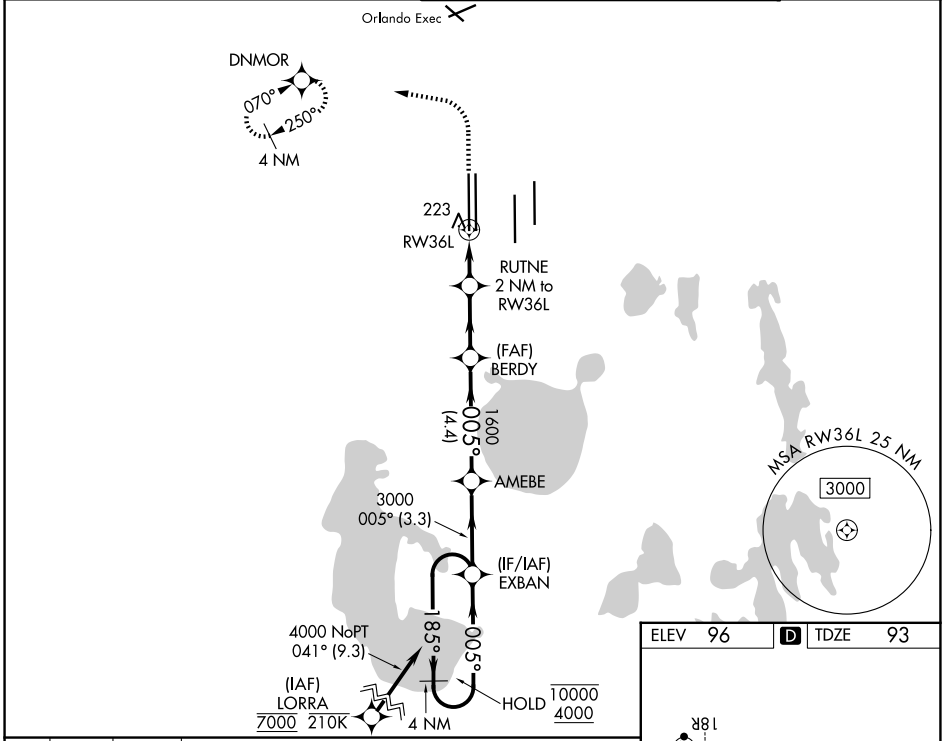 Orlando Exec
DNMOR
070°
250°
4 NM
223
RW36L
RUTNE
2 NM to
RW36L
(FAF)
BERDY
1600
005°
(4.4)
AMEBE
MSA RW36L 25 NM
3000
3000
005° (3.3)
(IF/IAF)
EXBAN
185°
005°
4000 NoPT
041° (9.3)
(IAF)
LORRA
7000 210K
4 NM
HOLD
10000
4000
ELEV 96
D TDZE 93
18R